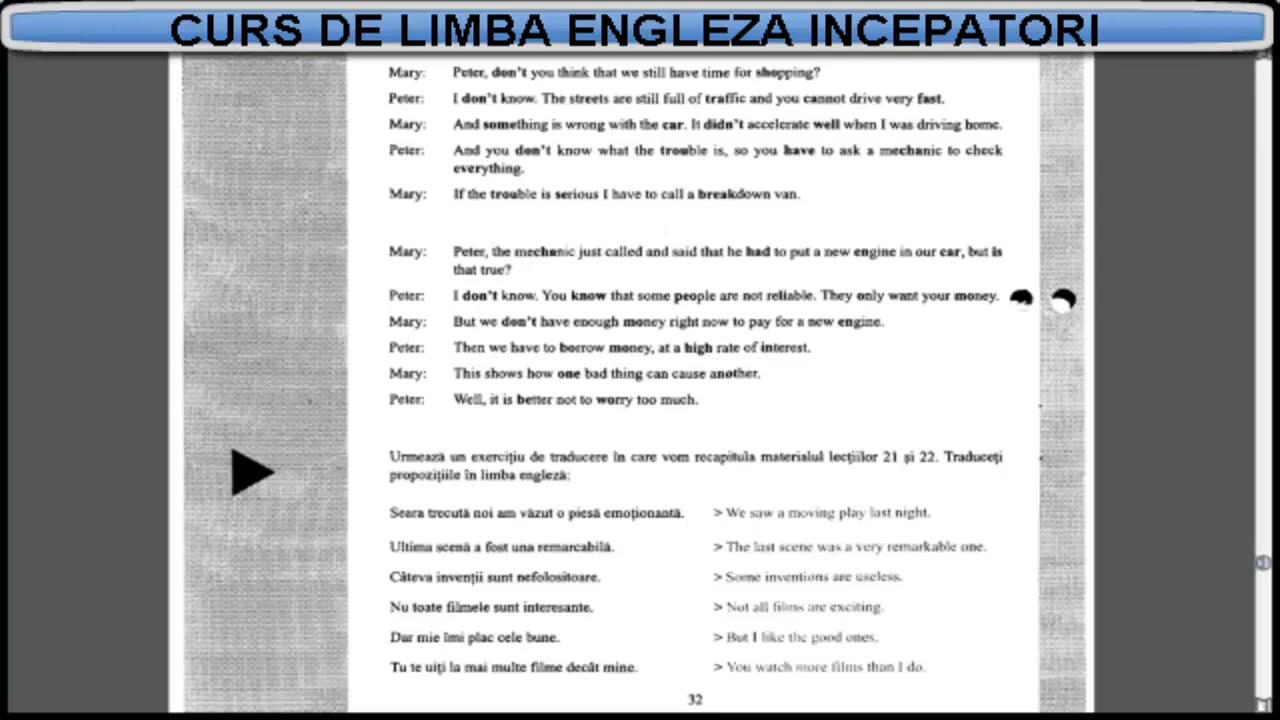 CURS DE LIMBA ENGLEZA INCEPATORI
Mary: Peter, don't you think that we still have time for shopping?
Peter: I don't know. The streets are still full of traffic and you cannot drive very fast.
Mary: And something is wrong with the car. It didn't accelerate well when I was driving home.
Peter: And you don't know what the trouble is, so you have to ask a mechanic to check
everything.
Mary: If the trouble is serious I have to call a breakdown van.
Mary: Peter, the mechanic just called and said that he had to put a new engine in our car, but is
that true?
Peter: I don't know. You know that some people are not reliable. They only want your money.
Mary: But we don't have enough money right now to pay for a new engine.
Peter: Then we have to borrow money, at a high rate of interest.
Mary: This shows how one bad thing can cause another.
Peter: Well, it is better not to worry too much.
Urmează un exercițiu de traducere în care vom recapitula materialul lecțiilor 21 și 22. Traduceți
propozițiile în limba engleză:
Seara trecută noi am văzut o piesă emoționantă. > We saw a moving play last night.
Ultima scenă a fost una remarcabilă. > The last scene was a very remarkable one.
Câteva invenții sunt nefolositoare. > Some inventions are useless.
Nu toate filmele sunt interesante. > Not all films are exciting.
Dar mie îmi plac cele bune. > But I like the good ones.
Tu te uiți la mai multe filme decât mine. > You watch more films than I do.
32